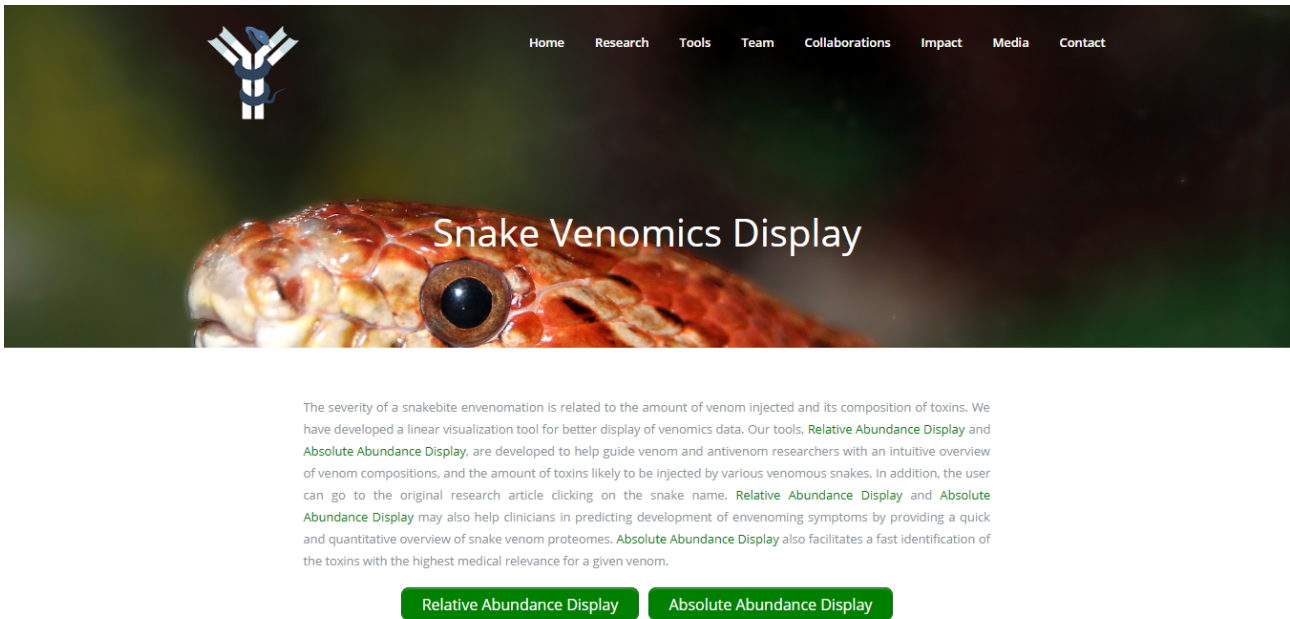 Home Research Tools Team Collaborations Impact Media Contact
Snake Venomics Display
The severity of a snakebite envenomation is related to the amount of venom injected and its composition of toxins. We
have developed a linear visualization tool for better display of venomics data. Our tools, Relative Abundance Display and
Absolute Abundance Display, are developed to help guide venom and antivenom researchers with an intuitive overview
of venom compositions, and the amount of toxins likely to be injected by various venomous snakes. In addition, the user
can go to the original research article clicking on the snake name. Relative Abundance Display and Absolute
Abundance Display may also help clinicians in predicting development of envenoming symptoms by providing a quick
and quantitative overview of snake venom proteomes. Absolute Abundance Display also facilitates a fast identification of
the toxins with the highest medical relevance for a given venom.
Relative Abundance Display Absolute Abundance Display